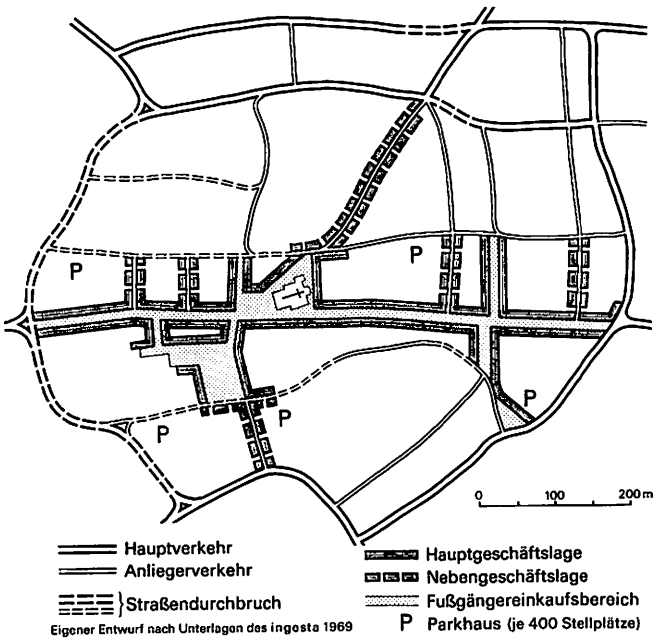 P
P
P
P
P
0 100 200 m
Hauptverkehr
Anliegerverkehr
Straßendurchbruch
Eigener Entwurf nach Unterlagen des ingesta 1969
Hauptgeschäftslage
Nebengeschäftslage
Fußgängereinkaufsbereich
P Parkhaus (je 400 Stellplätze)